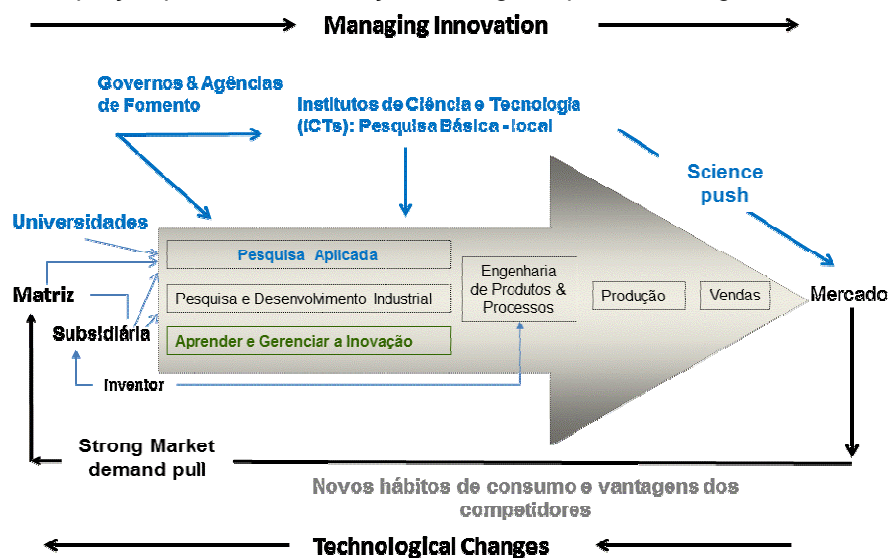 Managing Innovation
Governos & Agências
de Fomento
Institutos de Ciência e Tecnologia
(ICTs): Pesquisa Básica - local
Science
push
Universidades
Pesquisa Aplicada
Engenharia
de Produtos &
Processos
Matriz
Pesquisa e Desenvolvimento Industrial
Produção
Vendas
Mercado
Subsidiária
Aprender e Gerenciar a Inovação
Inventor
Strong Market
demand pull
Novos hábitos de consumo e vantagens dos
competidores
Technological Changes